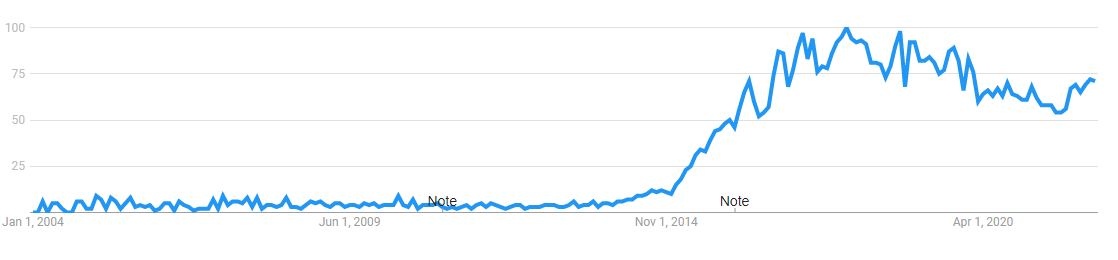 100
75
50
25
Note
Note
Jan 1, 2004
Jun 1, 2009
Nov 1, 2014
Apr 1, 2020